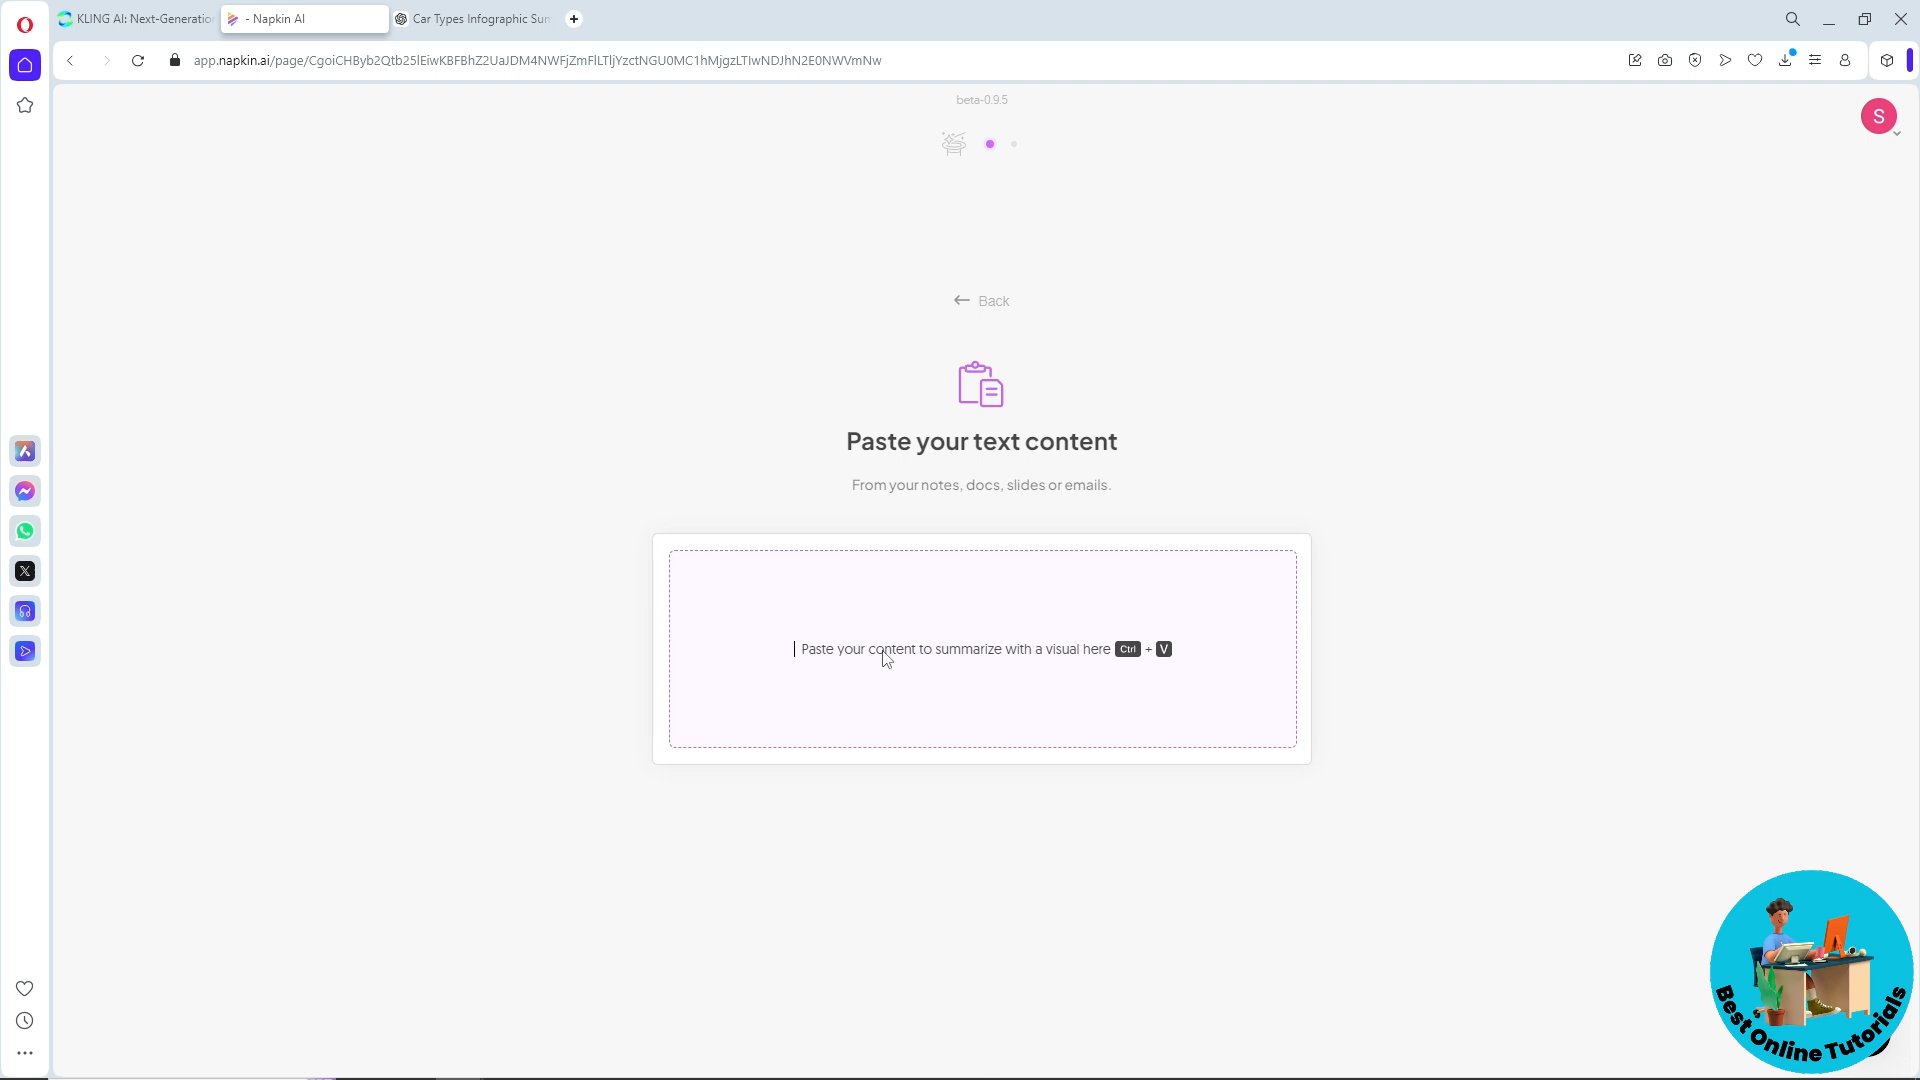 KLING AI: Next-Generation
- Napkin AI
Car Types Infographic Sum
app.napkin.ai/page/CgoiCHByb2Qtb25lEiwKBFBhZ2UaJDM4NWFjZmFlLTljYzctNGU0MC1hMjgzLTIwNDJhN2E0NWVmNw
beta-0.9.5
S
Back
Paste your text content
From your notes, docs, slides or emails.
Paste your content to summarize with a visual here Ctrl + V
Best Online Tutorials